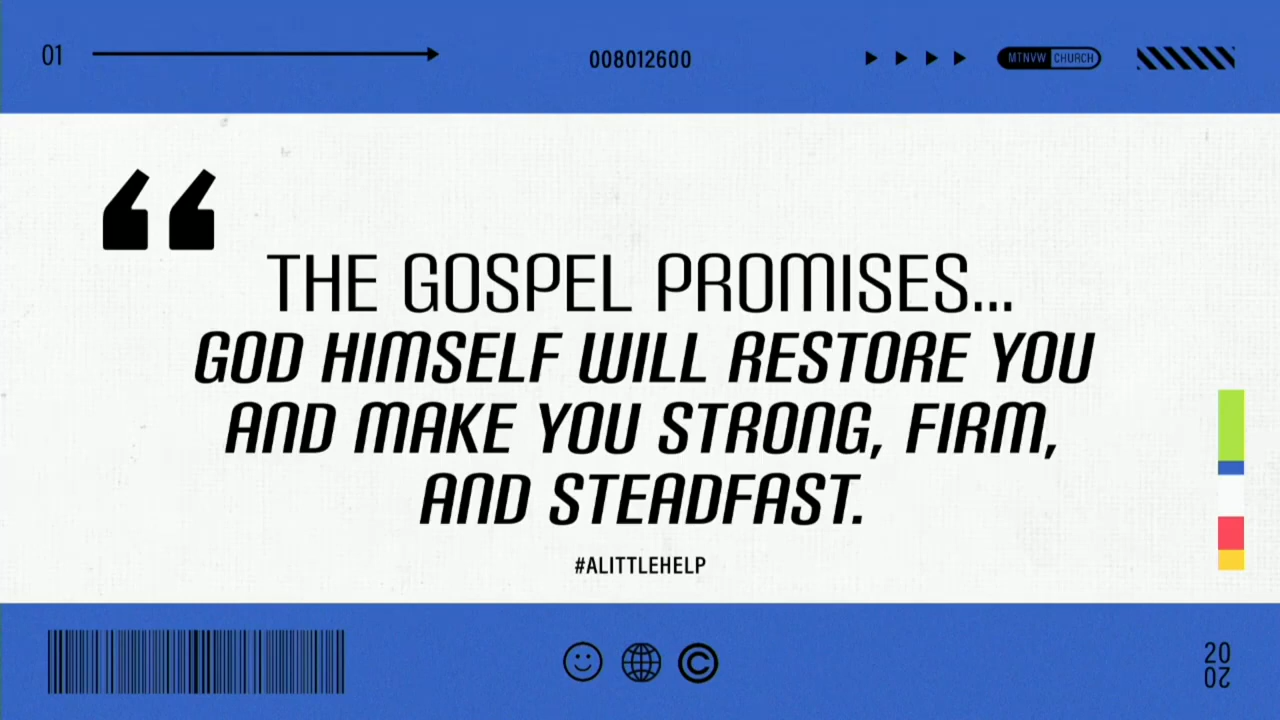 01
008012600
MTNVW CHURCH
“
THE GOSPEL PROMISES...
GOD HIMSELF WILL RESTORE YOU
AND MAKE YOU STRONG, FIRM,
AND STEADFAST.
#ALITTLEHELP
©
20
20